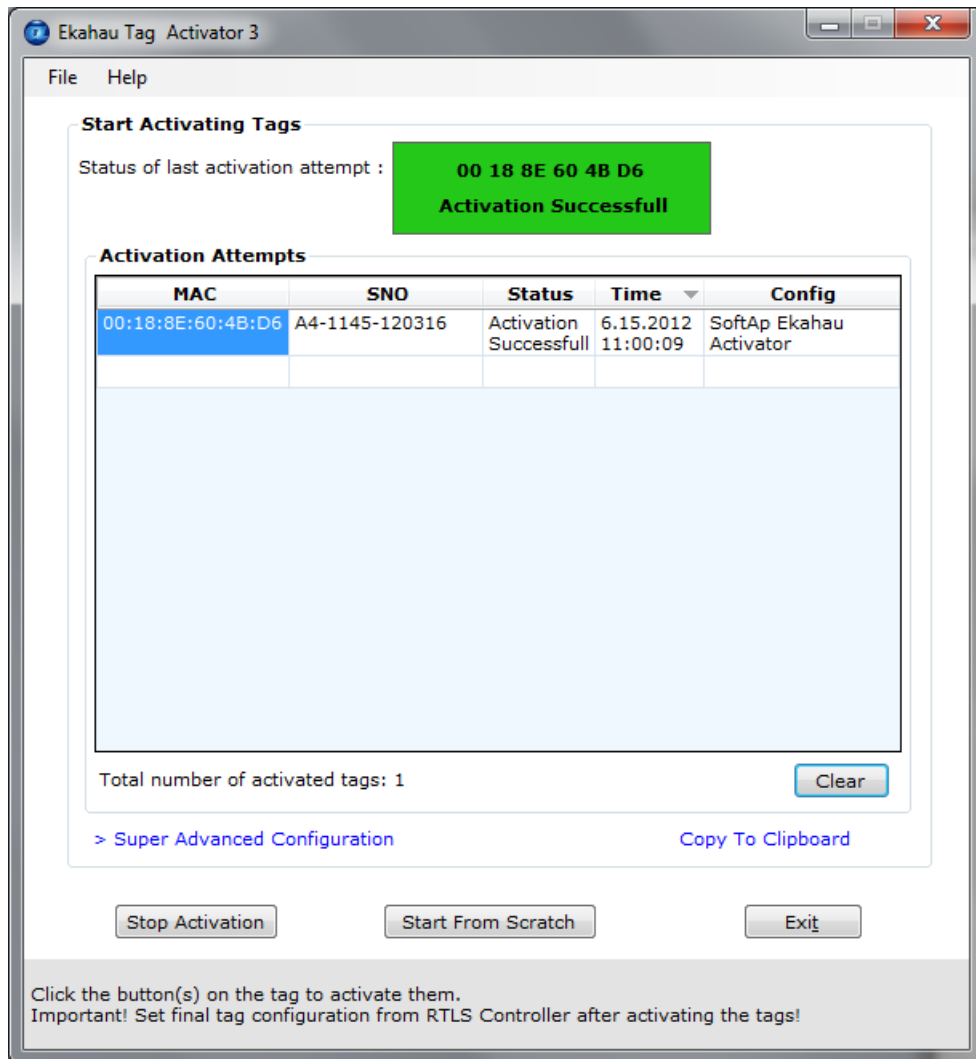 Ekahau Tag Activator 3
File Help
Start Activating Tags
Status of last activation attempt :
00 18 8E 60 4B D6
Activation Successfull
Activation Attempts
MAC SNO Status Time Config
00:18:8E:60:4B:D6 A4-1145-120316 Activation 6.15.2012 SoftAp Ekahau
Successfull 11:00:09 Activator
Total number of activated tags: 1
Clear
> Super Advanced Configuration
Copy To Clipboard
Stop Activation
Start From Scratch
Exit
Click the button(s) on the tag to activate them.
Important! Set final tag configuration from RTLS Controller after activating the tags!